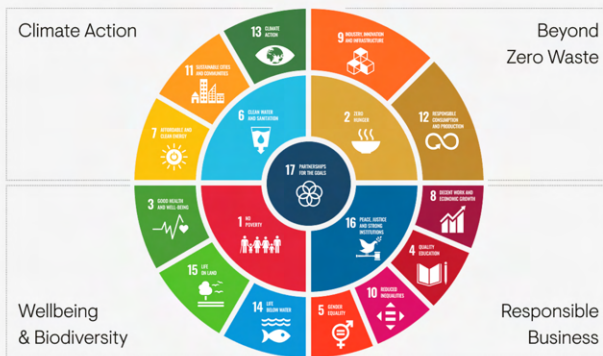 Climate Action
13 CLIMATE
ACTION
9 INDUSTRY, INNOVATION
AND INFRASTRUCTURE
Beyond
Zero Waste
11 SUSTAINABLE CITIES
AND COMMUNITIES
6 CLEAN WATER
AND SANITATION
2 ZERO
HUNGER
12 RESPONSIBLE
CONSUMPTION
AND PRODUCTION
7 AFFORDABLE AND
CLEAN ENERGY
17 PARTNERSHIPS
FOR THE GOALS
3 GOOD HEALTH
AND WELL-BEING
1 NO
POVERTY
16 PEACE, JUSTICE
AND STRONG
INSTITUTIONS
8 DECENT WORK AND
ECONOMIC GROWTH
4 QUALITY
EDUCATION
15 LIFE
ON LAND
14 LIFE
BELOW WATER
5 GENDER
EQUALITY
10 REDUCED
INEQUALITIES
Wellbeing
& Biodiversity
Responsible
Business